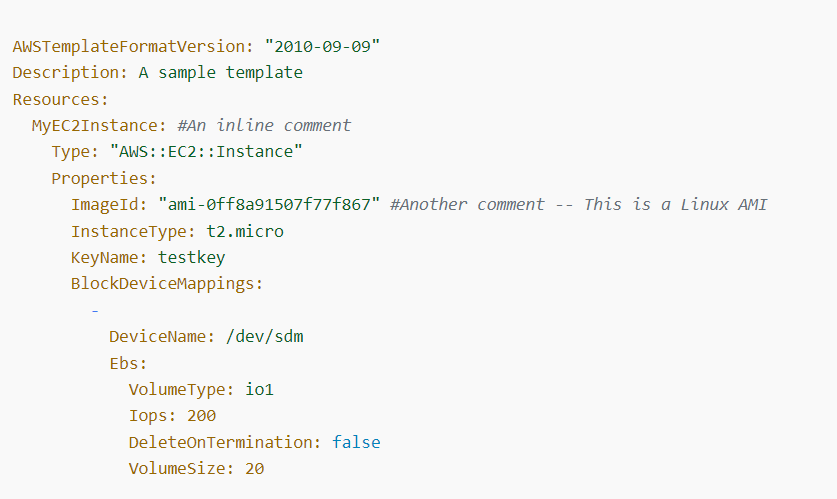 AWSTemplateFormatVersion: "2010-09-09"
Description: A sample template
Resources:
  MyEC2Instance: #An inline comment
    Type: "AWS::EC2::Instance"
    Properties:
      ImageId: "ami-0ff8a91507f77f867" #Another comment -- This is a Linux AMI
      InstanceType: t2.micro
      KeyName: testkey
      BlockDeviceMappings:
        -
          DeviceName: /dev/sdm
          Ebs:
            VolumeType: io1
            Iops: 200
            DeleteOnTermination: false
            VolumeSize: 20